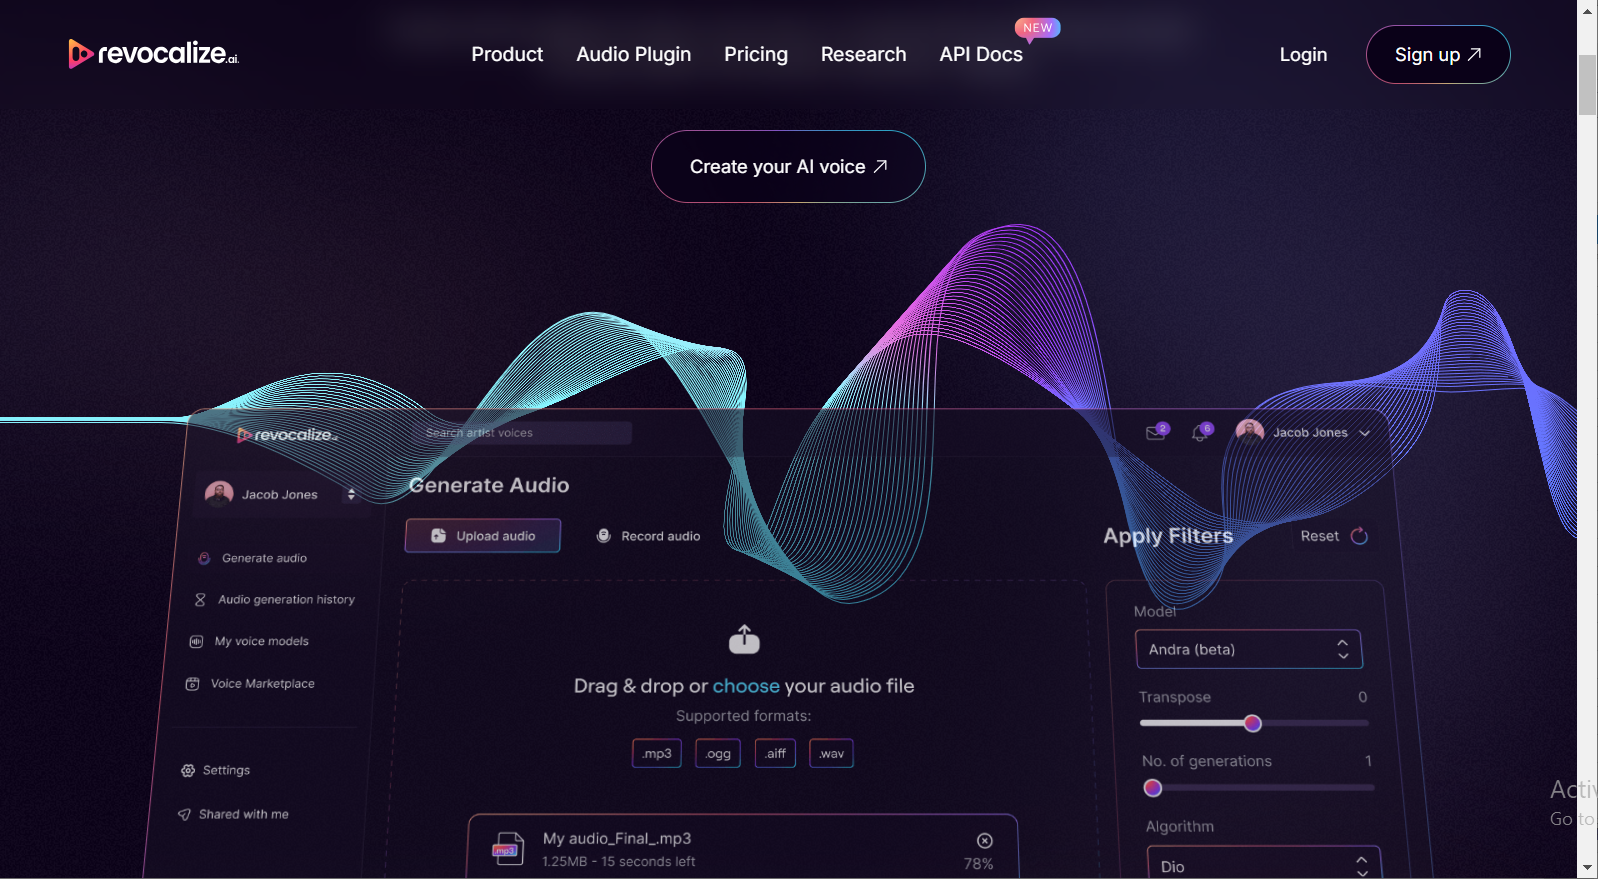 revocalize.ai.
Product
Audio Plugin
Pricing
Research
API Docs
NEW
Login
Sign up
Create your AI voice
revocalize
Search artist voices
2
6
Jacob Jones
Jacob Jones
Generate audio
Audio generation history
My voice models
Voice Marketplace
Settings
Shared with me
Generate Audio
Upload audio
Record audio
Drag & drop or choose your audio file
Supported formats:
.mp3
.ogg
.aiff
.wav
.mp3
My audio_Final_.mp3
1.25MB - 15 seconds left
78%
Apply Filters
Reset
Model
Andra (beta)
Transpose 0
No. of generations 1
Algorithm
Dio
Go to